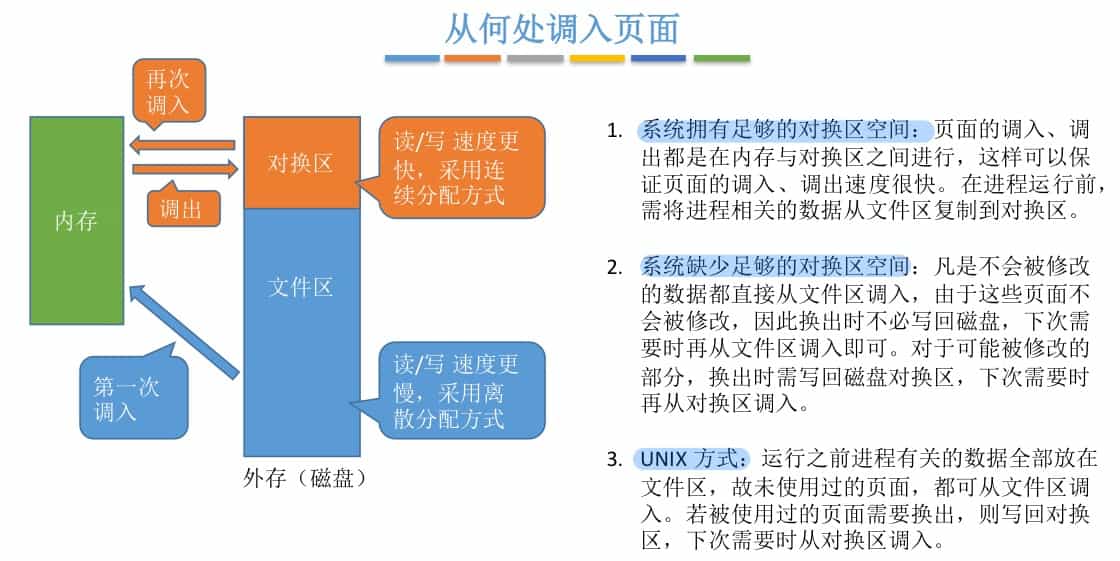 从何处调入页面
再次
调入
调出
内存
第一次
调入
对换区
文件区
外存（磁盘）
读/写 速度更
快，采用连
续分配方式
读/写 速度更
慢，采用离
散分配方式
1. 系统拥有足够的对换区空间：页面的调入、调
出都是在内存与对换区之间进行，这样可以保
证页面的调入、调出速度很快。在进程运行前，
需将进程相关的数据从文件区复制到对换区。
2. 系统缺少足够的对换区空间：凡是不会被修改
的数据都直接从文件区调入，由于这些页面不
会被修改，因此换出时不必写回磁盘，下次需
要时再从文件区调入即可。对于可能被修改的
部分，换出时需写回磁盘对换区，下次需要时
再从对换区调入。
3. UNIX 方式：运行之前进程有关的数据全部放在
文件区，故未使用过的页面，都可从文件区调
入。若被使用过的页面需要换出，则写回对换
区，下次需要时从对换区调入。